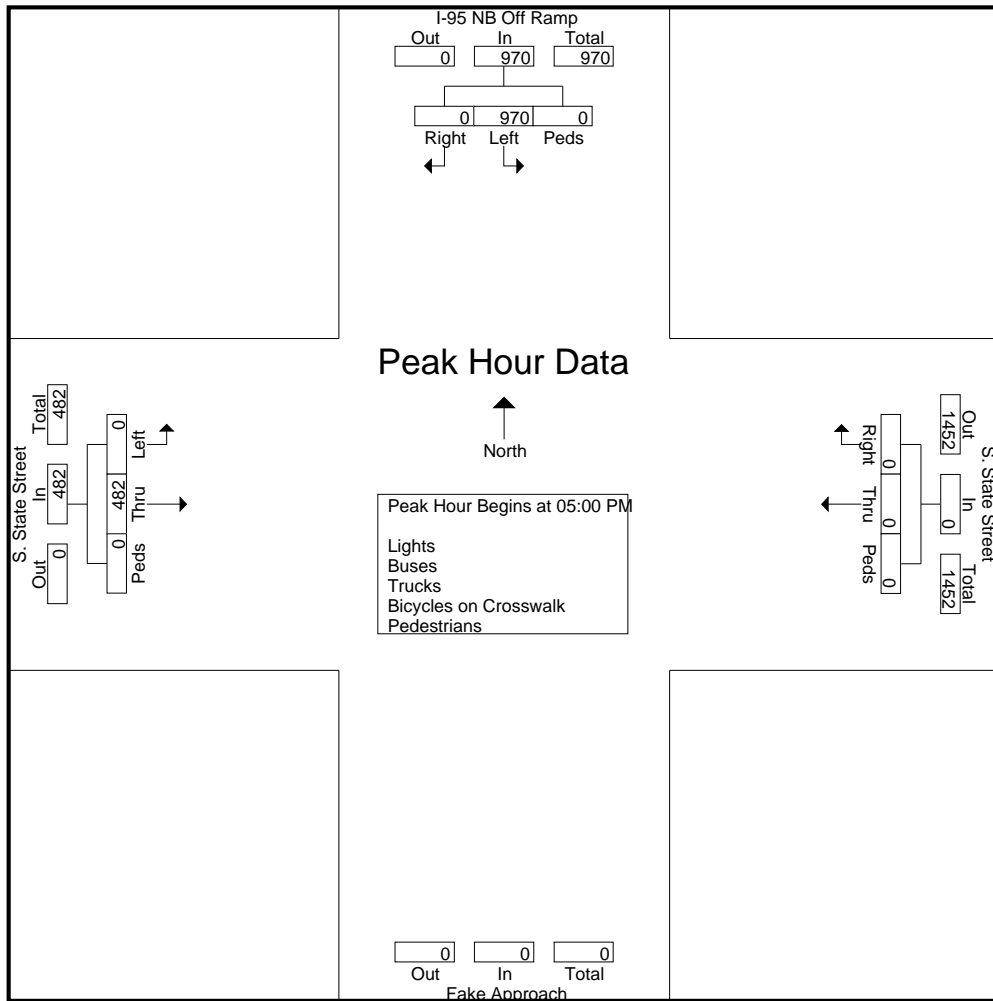 I-95 NB Off Ramp
Out In Total
0 970 970
0 970 0
Right Left Peds
Peak Hour Data
North
Peak Hour Begins at 05:00 PM
Lights
Buses
Trucks
Bicycles on Crosswalk
Pedestrians
S. State Street
Out In Total
0 482 482
Left Thru Peds
0 482 0
S. State Street
Out In Total
1452 0 1452
Right Thru Peds
0 0 0
0 0 0
Out In Total
Fake Approach